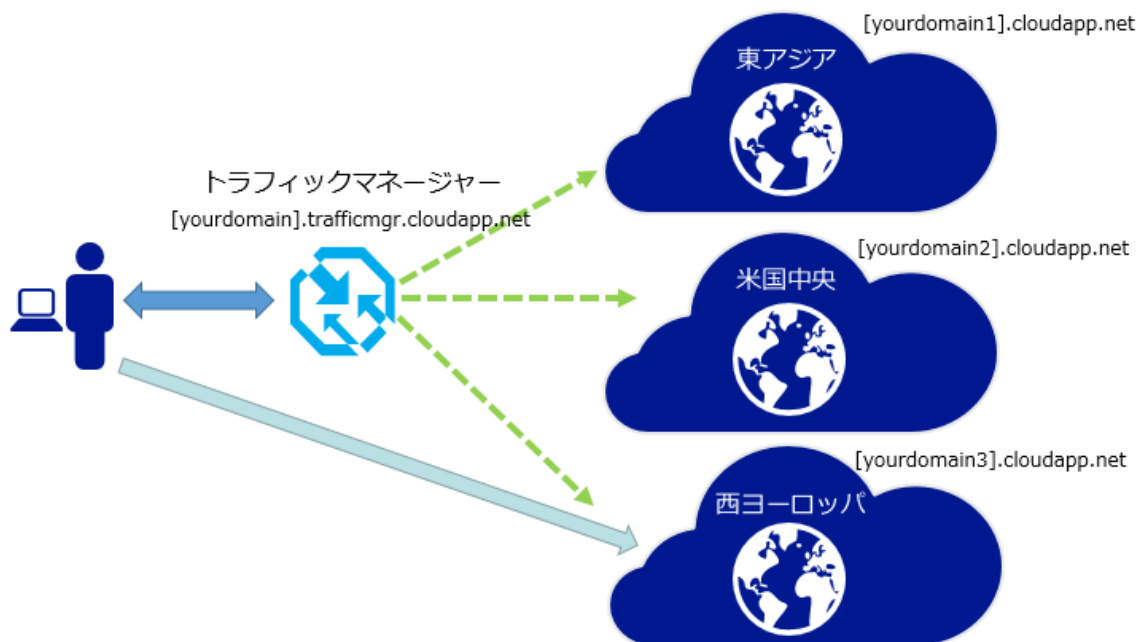 [yourdomain1].cloudapp.net
東アジア
トラフィックマネージャー
[yourdomain].trafficmgr.cloudapp.net
[yourdomain2].cloudapp.net
米国中央
[yourdomain3].cloudapp.net
西ヨーロッパ